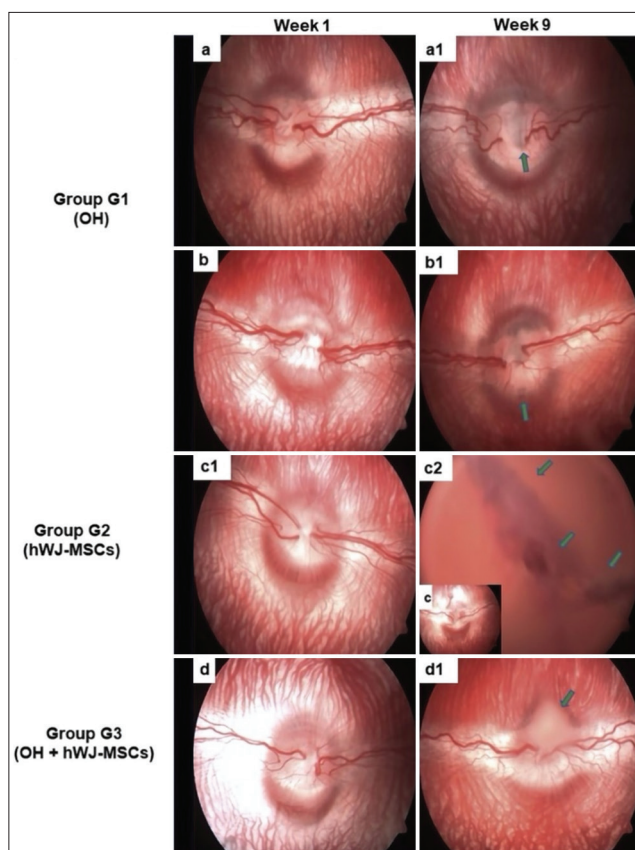 Week 1
Week 9
a
a1
Group G1
(OH)
b
b1
c1
c2
Group G2
(hWJ-MSCs)
c
d
d1
Group G3
(OH + hWJ-MSCs)